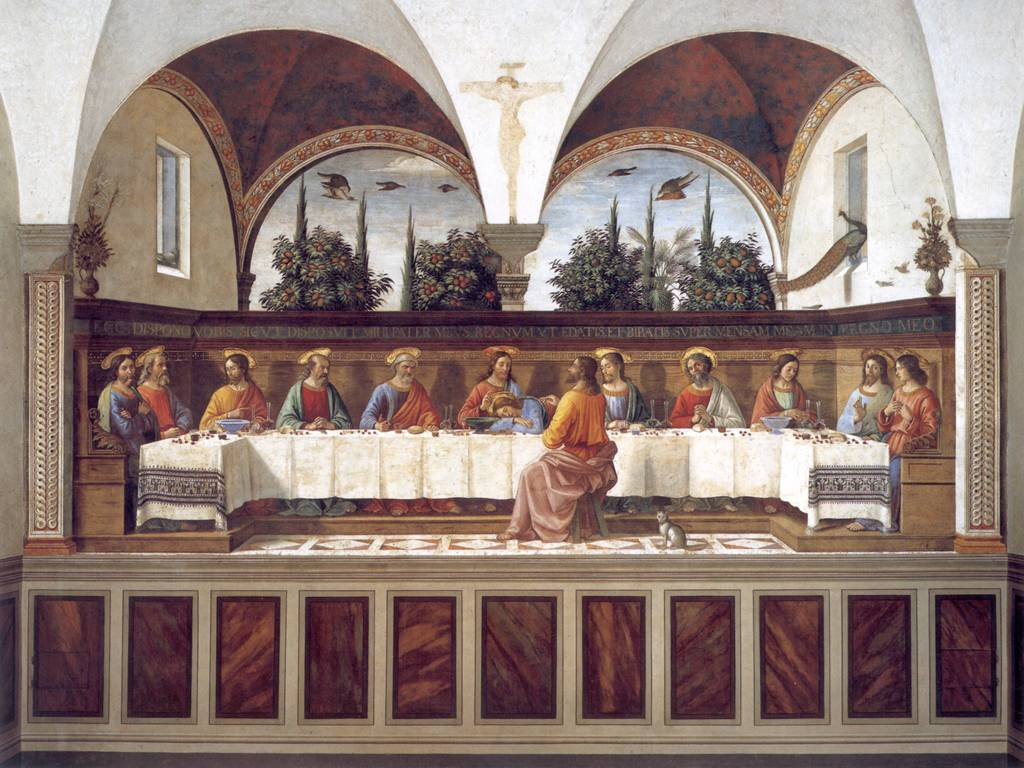 EGO DISPONO VOBIS SICVT DISPOSVIT MIHI PATER MEVS REGNVM VT EDATIS ET BIBATIS SVPER MENSAM MEAM IN REGNO MEO